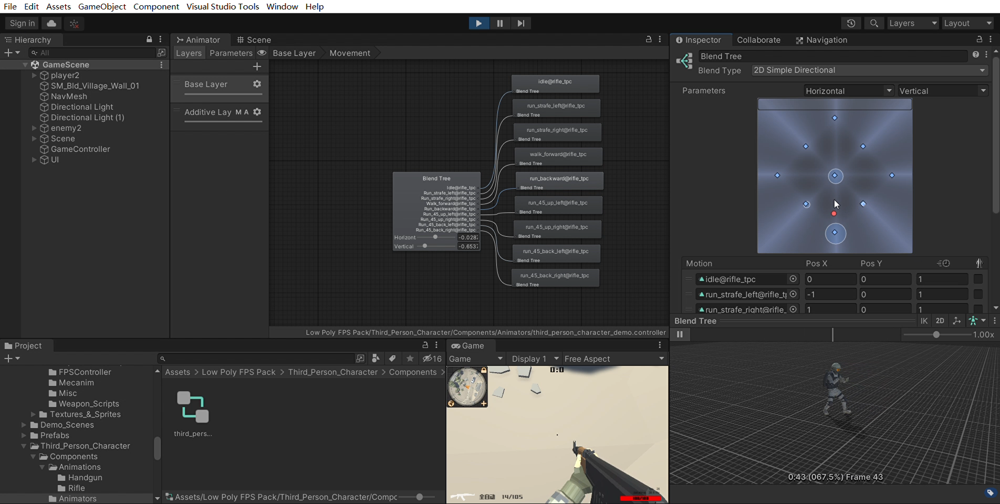 File Edit Assets GameObject Component Visual Studio Tools Window Help
Sign in
Layers
Layout
Hierarchy
All
GameScene
player2
SM_Bld_Village_Wall_01
NavMesh
Directional Light
Directional Light (1)
enemy2
Scene
GameController
UI
Animator
Scene
Layers
Parameters
Base Layer
Movement
Base Layer
Additive Lay M A
idle@rifle_tpc
Blend Tree
run_strafe_left@rifle_tpc
Blend Tree
run_strafe_right@rifle_tpc
Blend Tree
walk_forward@rifle_tpc
Blend Tree
run_backward@rifle_tpc
Blend Tree
run_45_up_left@rifle_tpc
Blend Tree
run_45_up_right@rifle_tpc
Blend Tree
run_45_back_left@rifle_tpc
Blend Tree
run_45_back_right@rifle_tpc
Blend Tree
Blend Tree
Idle@rifle_tpc
Run_strafe_left@rifle_tpc
Run_strafe_right@rifle_tpc
Walk_forward@rifle_tpc
Run_backward@rifle_tpc
Run_45_up_left@rifle_tpc
Run_45_up_right@rifle_tpc
Run_45_back_left@rifle_tpc
Run_45_back_right@rifle_tpc
Horizont -0.028
Vertical -0.653
Low Poly FPS Pack/Third_Person_Character/Components/Animators/third_person_character_demo.controller
Inspector
Collaborate
Navigation
Blend Tree
Blend Type 2D Simple Directional
Parameters Horizontal Vertical
Motion Pos X Pos Y
idle@rifle_tpc 0 0 1
run_strafe_left@rifle_t -1 0 1
run_strafe_right@rifle_ 1 0 1
Blend Tree IK 2D
1.00x
0:43 (067.5%) Frame 43
Project
16
FPSController
Mecanim
Misc
Weapon_Scripts
Textures_&_Sprites
Demo_Scenes
Prefabs
Third_Person_Character
Components
Animations
Handgun
Rifle
Animators
Assets > Low Poly FPS Pack > Third_Person_Character > Components >
third_pers...
Assets/Low Poly FPS Pack/Third_Person_Character/Compc
Game
Game Display 1 Free Aspect
0:0
全自动 14/105